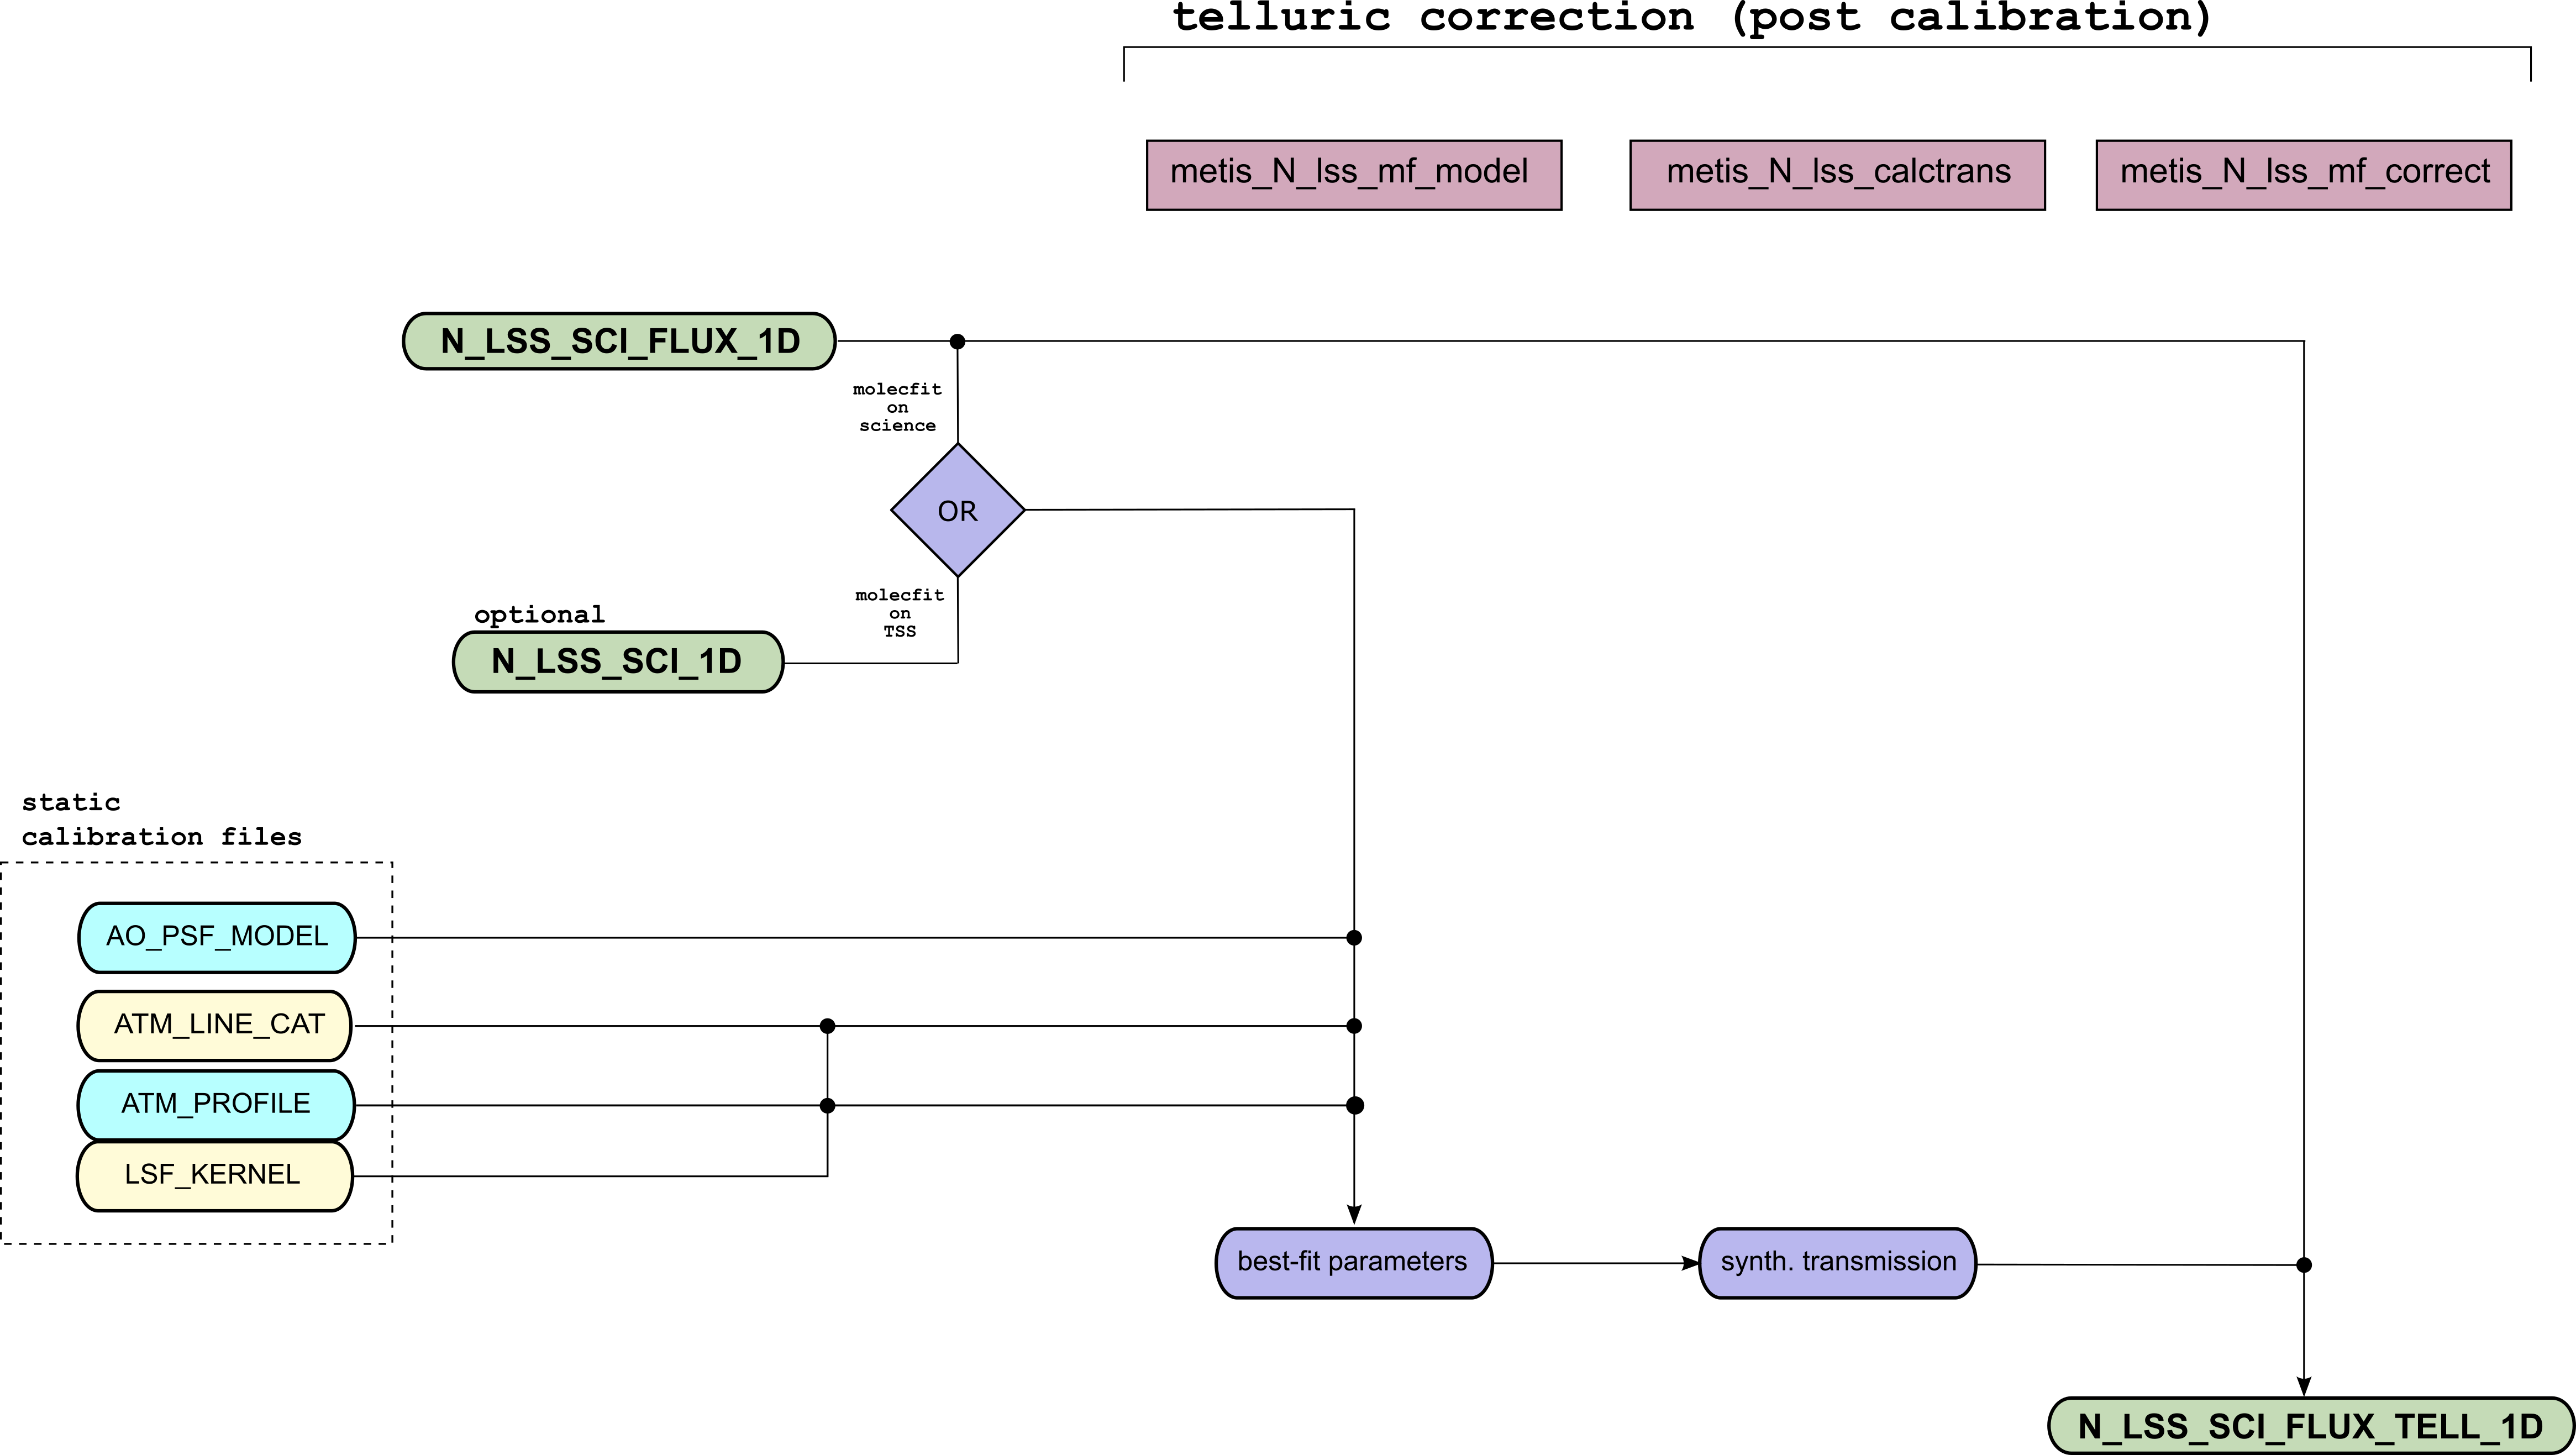 telluric correction (post calibration)
metis_N_lss_mf_model
metis_N_lss_calctrans
metis_N_lss_mf_correct
N_LSS_SCI_FLUX_1D
molecfit
on
science
OR
molecfit
on
TSS
optional
N_LSS_SCI_1D
static
calibration files
AO_PSF_MODEL
ATM_LINE_CAT
ATM_PROFILE
LSF_KERNEL
best-fit parameters
synth. transmission
N_LSS_SCI_FLUX_TELL_1D